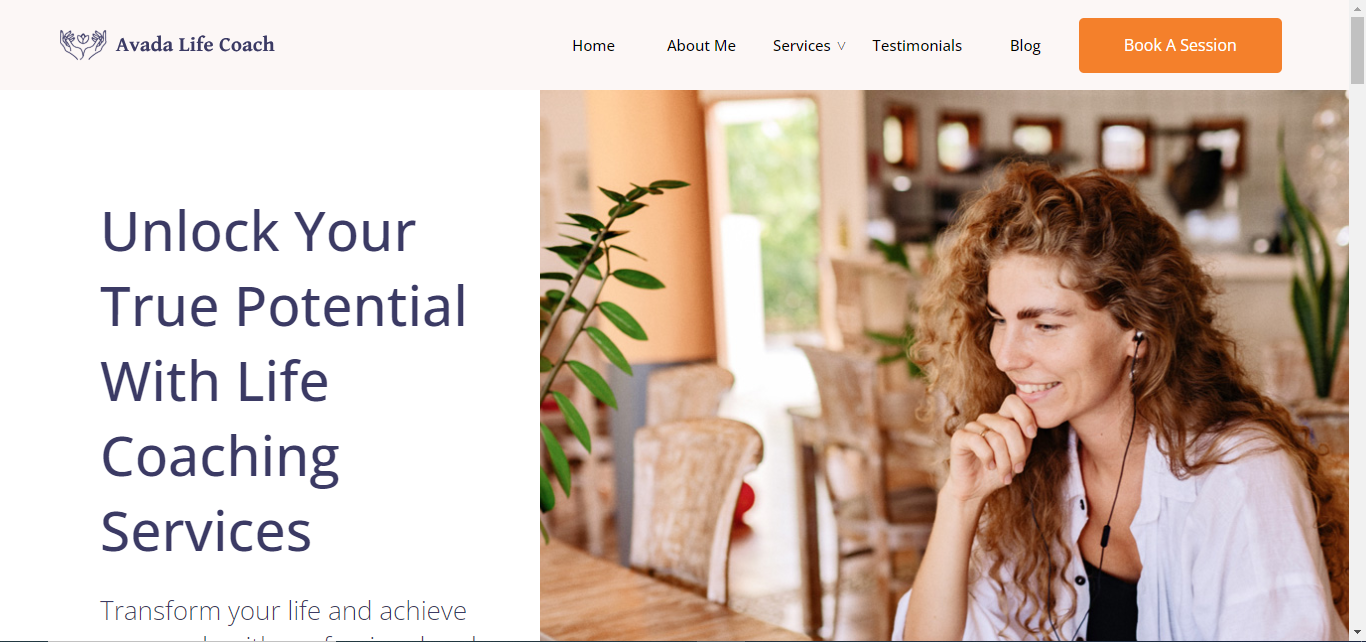 Avada Life Coach
Home About Me Services Testimonials Blog Book A Session
Unlock Your
True Potential
With Life
Coaching
Services
Transform your life and achieve